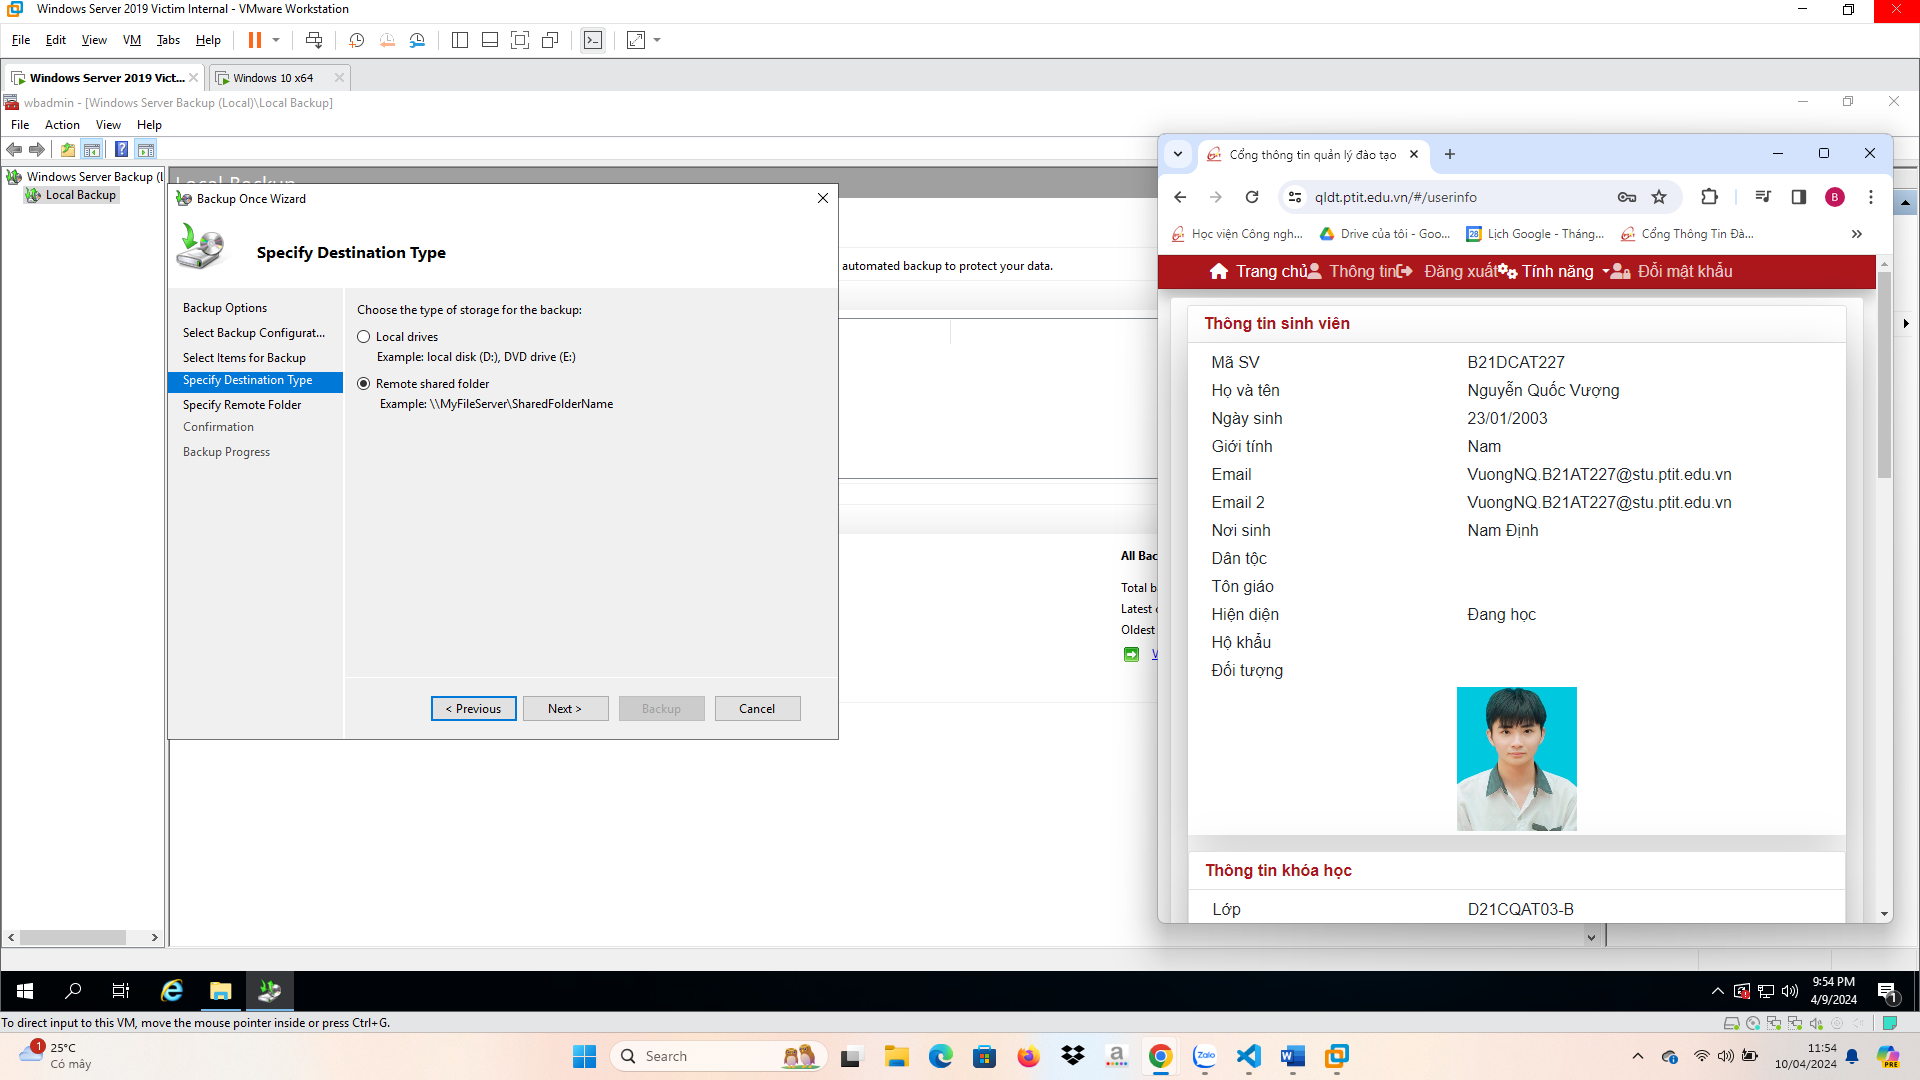 Windows Server 2019 Victim Internal - VMware Workstation
File Edit View VM Tabs Help
Windows Server 2019 Vict...
Windows 10 x64
wbadmin - [Windows Server Backup (Local)\Local Backup]
File Action View Help
Windows Server Backup (L
Local Backup
Local Backup
Backup Once Wizard
Specify Destination Type
Backup Options
Select Backup Configurat...
Select Items for Backup
Specify Destination Type
Specify Remote Folder
Confirmation
Backup Progress
Choose the type of storage for the backup:
Local drives
Example: local disk (D:), DVD drive (E:)
Remote shared folder
Example: \\MyFileServer\SharedFolderName
< Previous
Next >
Backup
Cancel
automated backup to protect your data.
All Bac
Total b
Latest
Oldest
Cổng thông tin quản lý đào tạo
qldt.ptit.edu.vn/#/userinfo
B
Học viện Công ngh...
Drive của tôi - Goo...
28
Lịch Google - Tháng...
Cổng Thông Tin Đà...
Trang chủ
Thông tin
Đăng xuất
Tính năng
Đổi mật khẩu
Thông tin sinh viên
Mã SV B21DCAT227
Họ và tên Nguyễn Quốc Vượng
Ngày sinh 23/01/2003
Giới tính Nam
Email VuongNQ.B21AT227@stu.ptit.edu.vn
Email 2 VuongNQ.B21AT227@stu.ptit.edu.vn
Nơi sinh Nam Định
Dân tộc
Tôn giáo
Hiện diện Đang học
Hộ khẩu
Đối tượng
Thông tin khóa học
Lớp D21CQAT03-B
9:54 PM
4/9/2024
1
To direct input to this VM, move the mouse pointer inside or press Ctrl+G.
1
25°C
Có mây
Search
Zalo
11:54
10/04/2024
PRE